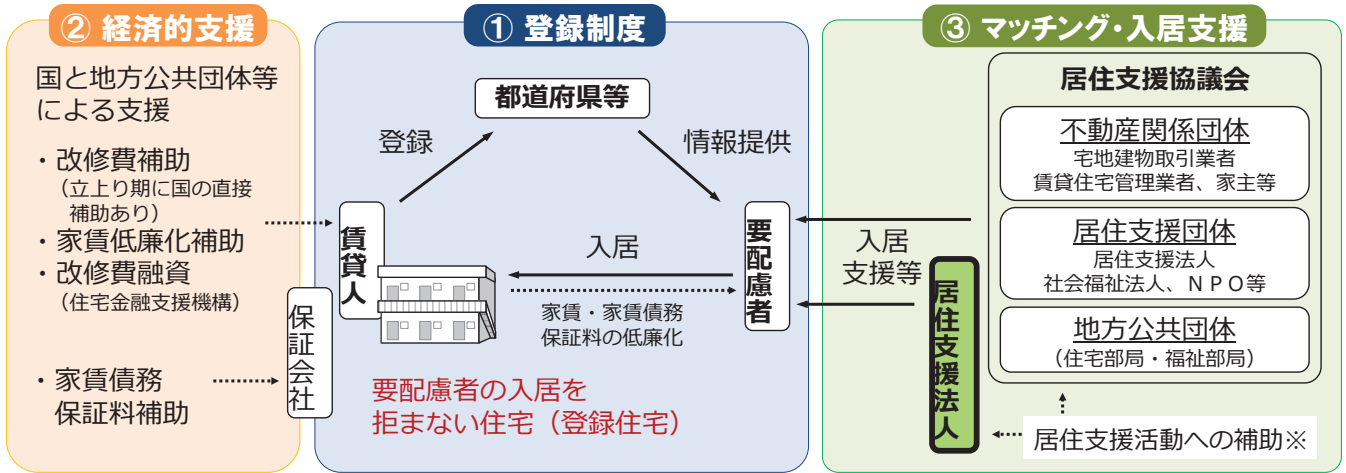 ② 経済的支援
国と地方公共団体等
による支援
・改修費補助
（立上り期に国の直接
補助あり）
・家賃低廉化補助
・改修費融資
（住宅金融支援機構）
・家賃債務
保証料補助
保証会社
① 登録制度
都道府県等
登録
情報提供
賃貸人
要配慮者
入居
家賃・家賃債務
保証料の低廉化
要配慮者の入居を
拒まない住宅（登録住宅）
③ マッチング・入居支援
居住支援協議会
不動産関係団体
宅地建物取引業者
賃貸住宅管理業者、家主等
居住支援団体
居住支援法人
社会福祉法人、ＮＰＯ等
地方公共団体
（住宅部局・福祉部局）
入居
支援等
居住支援法人
居住支援活動への補助※